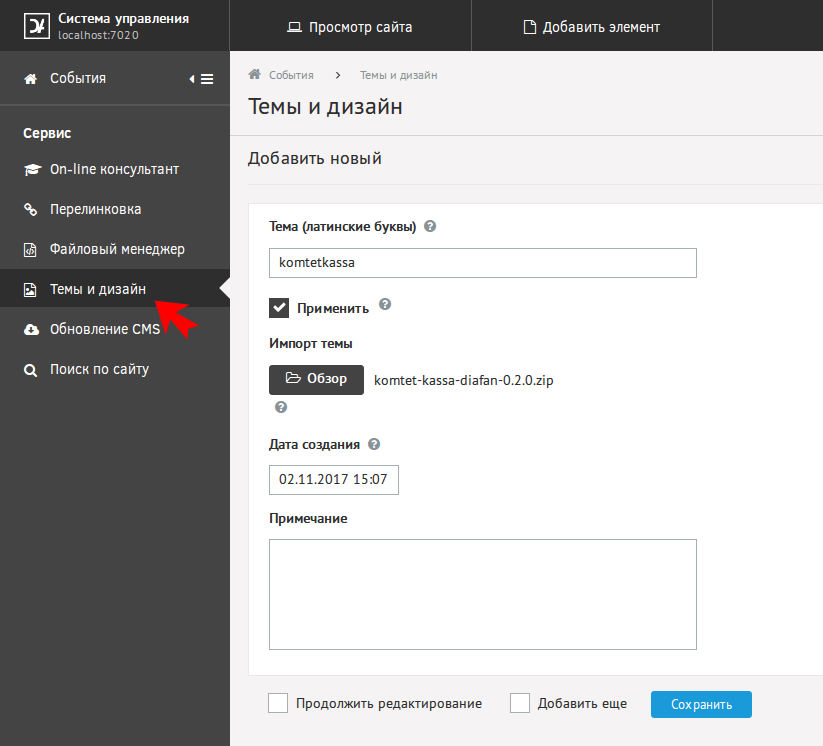 Система управления
localhost:7020
Просмотр сайта
Добавить элемент
События
Сервис
On-line консультант
Перелинковка
Файловый менеджер
Темы и дизайн
Обновление CMS
Поиск по сайту
События > Темы и дизайн
Темы и дизайн
Добавить новый
Тема (латинские буквы) ?
komtetkassa
Применить ?
Импорт темы
Обзор komtet-kassa-diafan-0.2.0.zip
?
Дата создания ?
02.11.2017 15:07
Примечание
Продолжить редактирование
Добавить еще
Сохранить